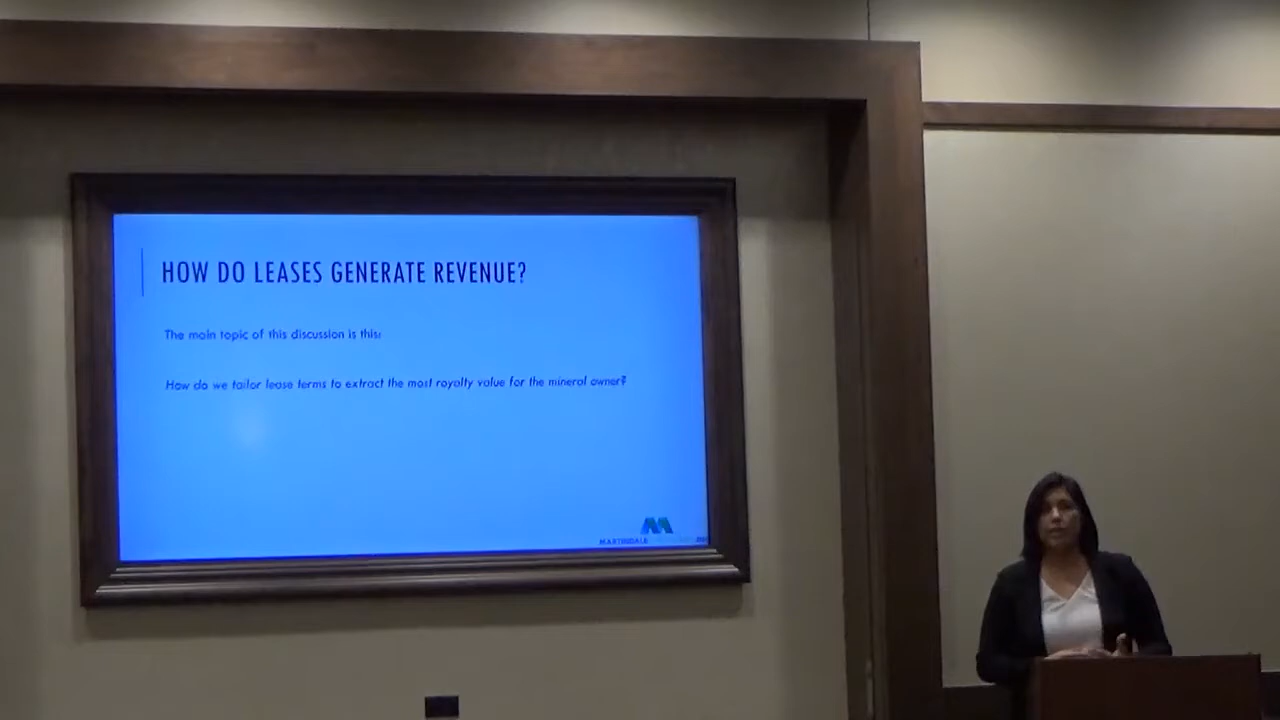 HOW DO LEASES GENERATE REVENUE?
The main topic of this discussion is this:
How do we tailor lease terms to extract the most royalty value for the mineral owner?
MARTINDALE